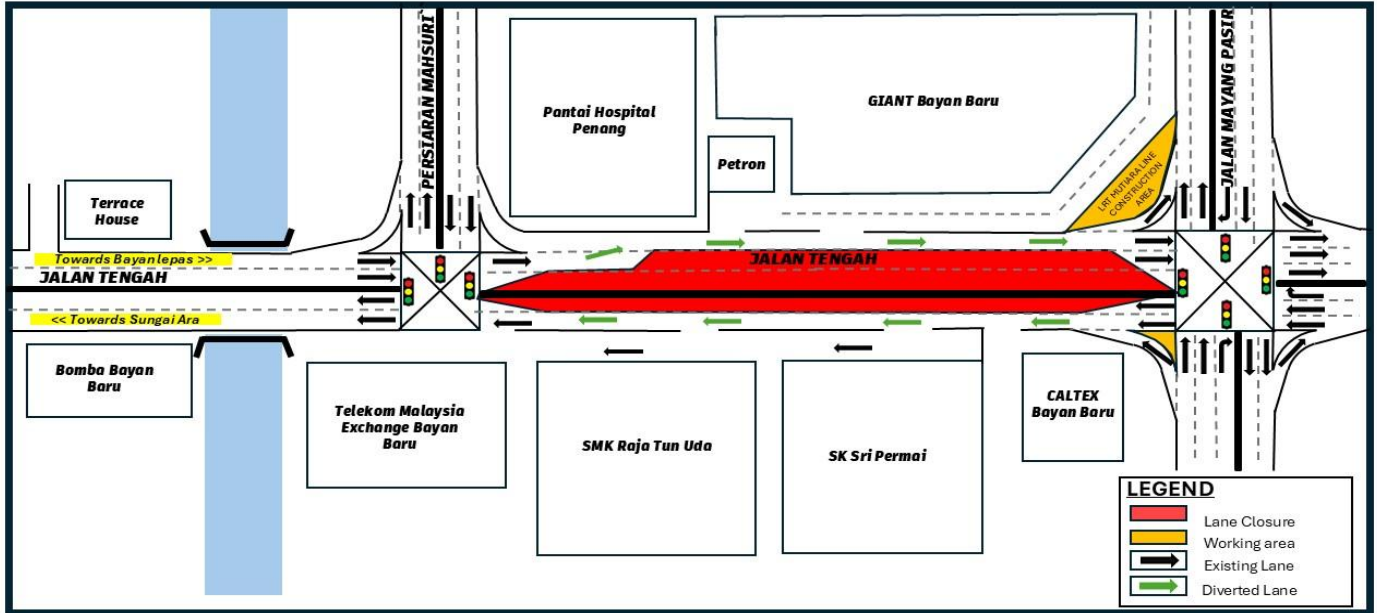 PERSIARAN MAHSURI
JALAN MAYANG PASIR
Pantai Hospital
Penang
GIANT Bayan Baru
Petron
LRT MUTIARA LINE
CONSTRUCTION
AREA
Terrace
House
Towards Bayan lepas >>
JALAN TENGAH
JALAN TENGAH
<< Towards Sungai Ara
Bomba Bayan
Baru
Telekom Malaysia
Exchange Bayan
Baru
SMK Raja Tun Uda
SK Sri Permai
CALTEX
Bayan Baru
LEGEND
Lane Closure
Working area
Existing Lane
Diverted Lane